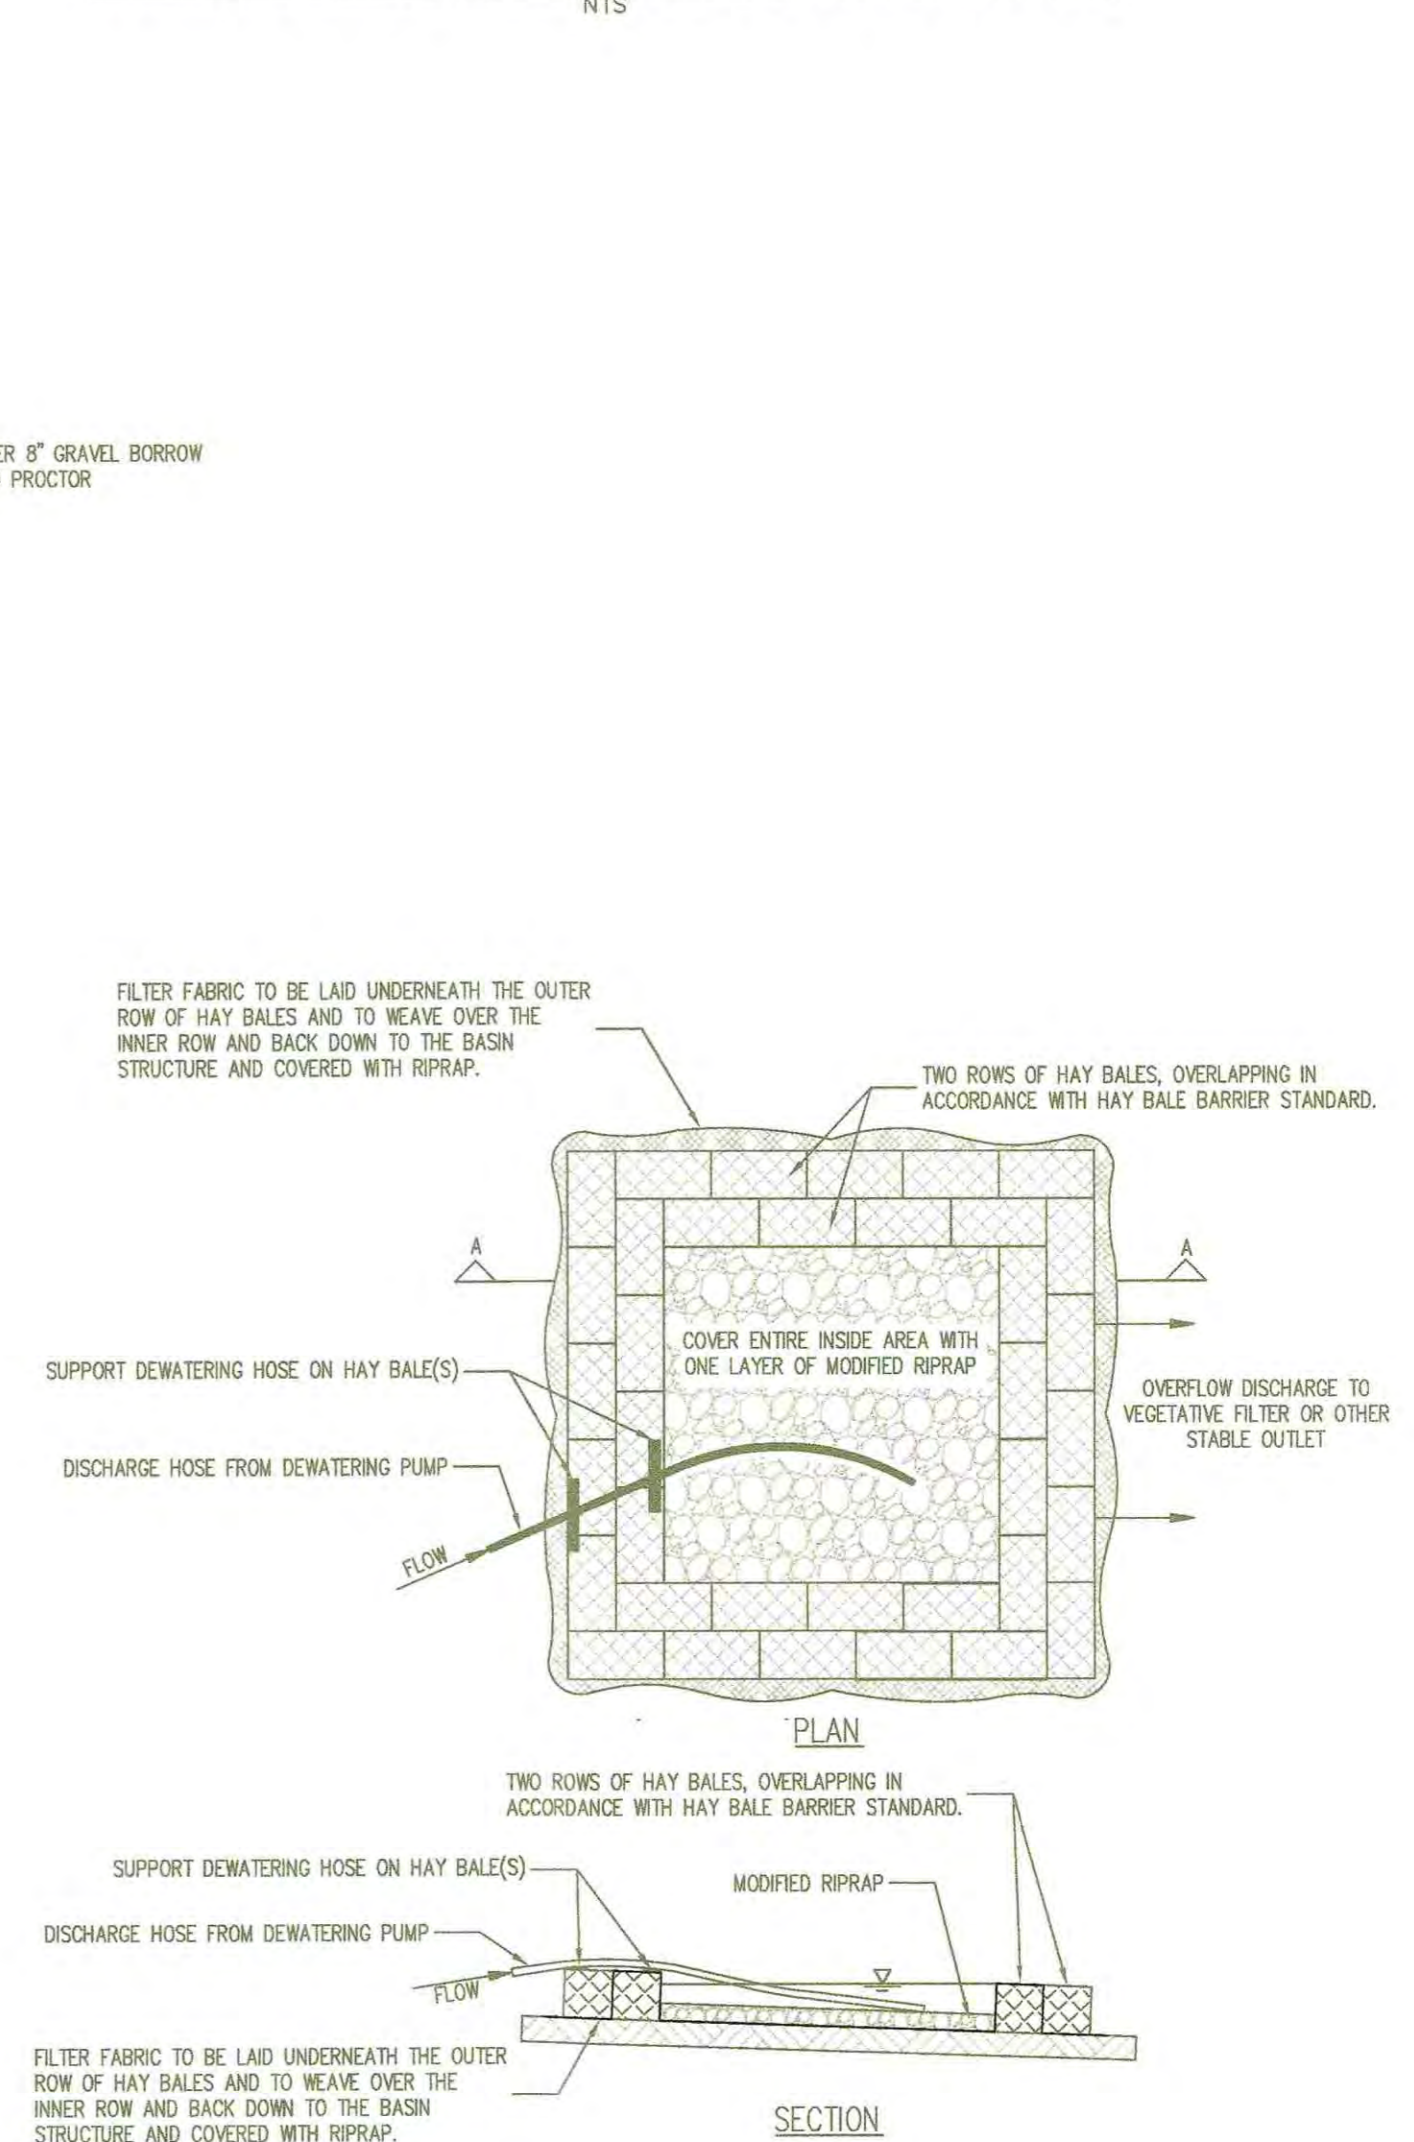 NTS
8" GRAVEL BORROW
PROCTOR
FILTER FABRIC TO BE LAID UNDERNEATH THE OUTER
ROW OF HAY BALES AND TO WEAVE OVER THE
INNER ROW AND BACK DOWN TO THE BASIN
STRUCTURE AND COVERED WITH RIPRAP.
TWO ROWS OF HAY BALES, OVERLAPPING IN
ACCORDANCE WITH HAY BALE BARRIER STANDARD.
A
A
COVER ENTIRE INSIDE AREA WITH
ONE LAYER OF MODIFIED RIPRAP
SUPPORT DEWATERING HOSE ON HAY BALE(S)
OVERFLOW DISCHARGE TO
VEGETATIVE FILTER OR OTHER
STABLE OUTLET
DISCHARGE HOSE FROM DEWATERING PUMP
FLOW
PLAN
TWO ROWS OF HAY BALES, OVERLAPPING IN
ACCORDANCE WITH HAY BALE BARRIER STANDARD.
SUPPORT DEWATERING HOSE ON HAY BALE(S)
MODIFIED RIPRAP
DISCHARGE HOSE FROM DEWATERING PUMP
FLOW
FILTER FABRIC TO BE LAID UNDERNEATH THE OUTER
ROW OF HAY BALES AND TO WEAVE OVER THE
INNER ROW AND BACK DOWN TO THE BASIN
STRUCTURE AND COVERED WITH RIPRAP.
SECTION